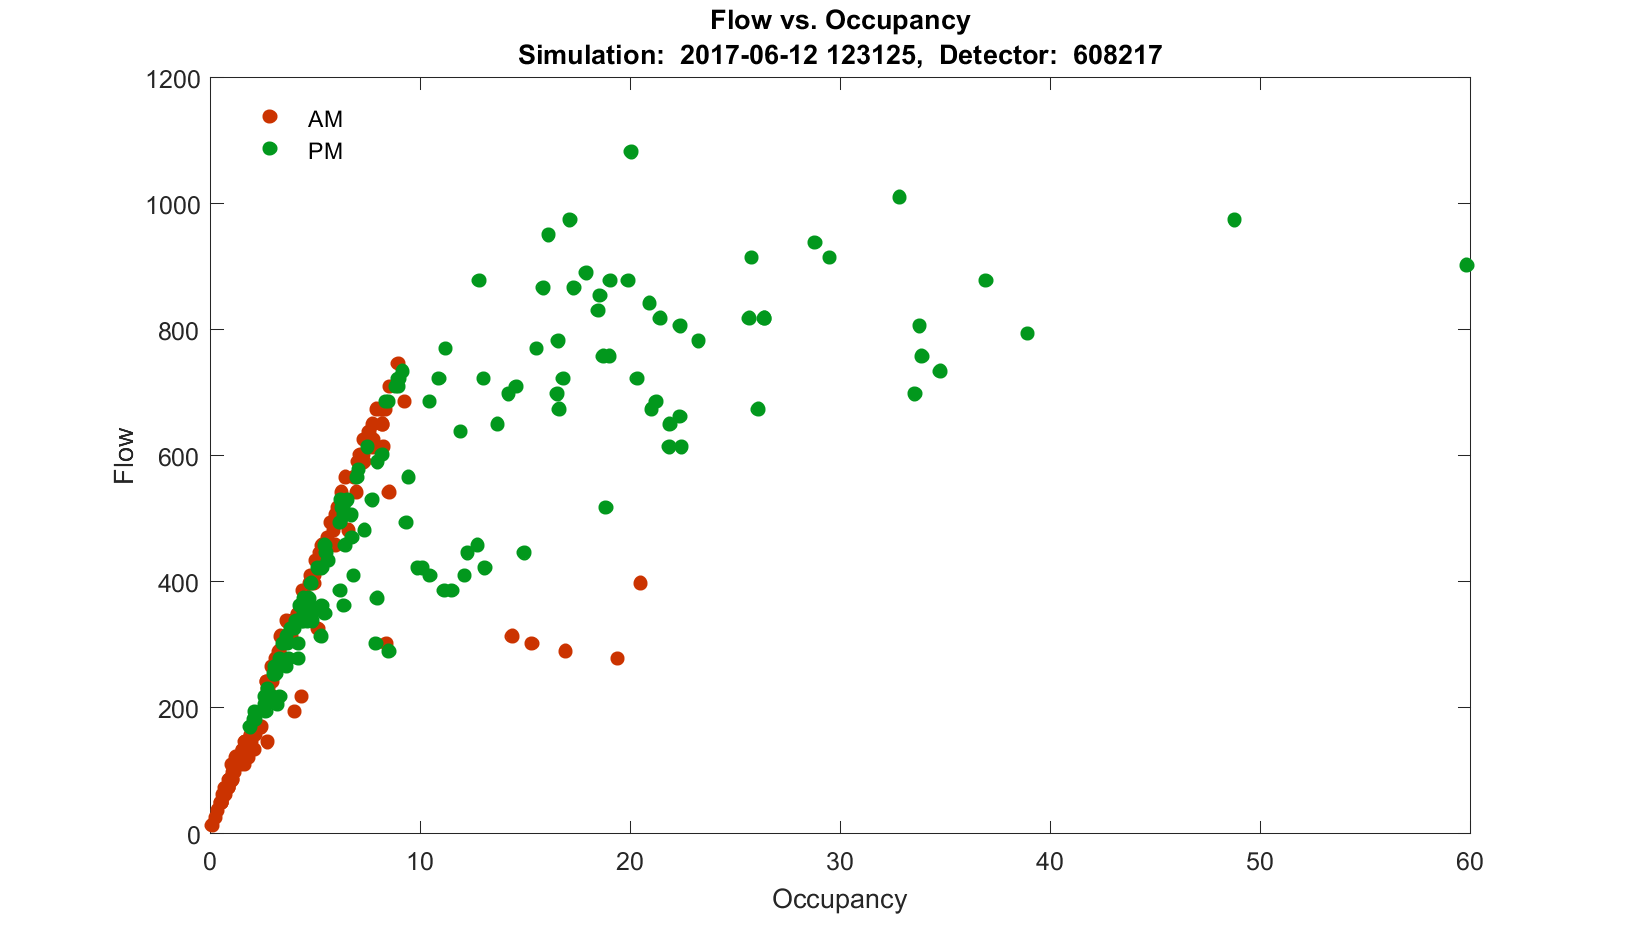 Flow vs. Occupancy
Simulation:  2017-06-12 123125,  Detector:  608217
1200
1000
800
600
400
200
0
Flow
AM
PM
0 10 20 30 40 50 60
Occupancy